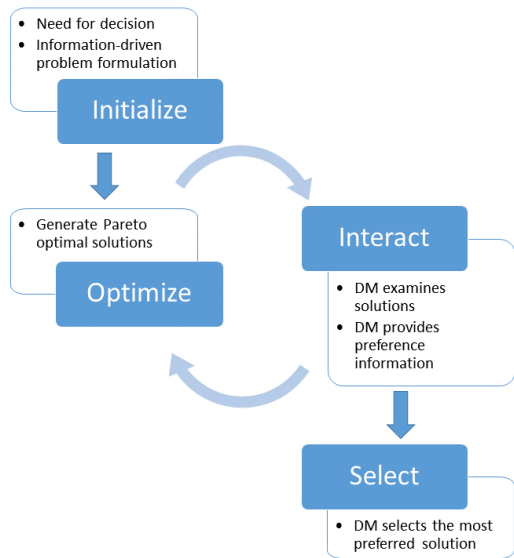 • Need for decision
• Information-driven
problem formulation
Initialize
• Generate Pareto
optimal solutions
Optimize
Interact
• DM examines
solutions
• DM provides
preference
information
Select
• DM selects the most
preferred solution